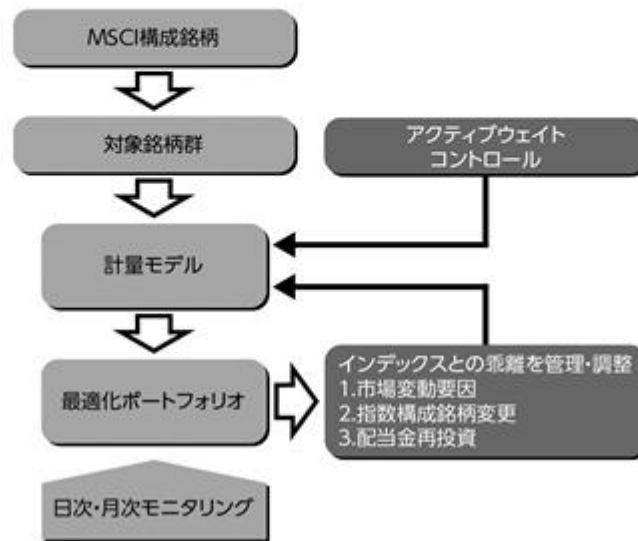 MSCI構成銘柄
対象銘柄群
アクティブウェイト
コントロール
計量モデル
最適化ポートフォリオ
インデックスとの乖離を管理・調整
1.市場変動要因
2.指数構成銘柄変更
3.配当金再投資
日次・月次モニタリング